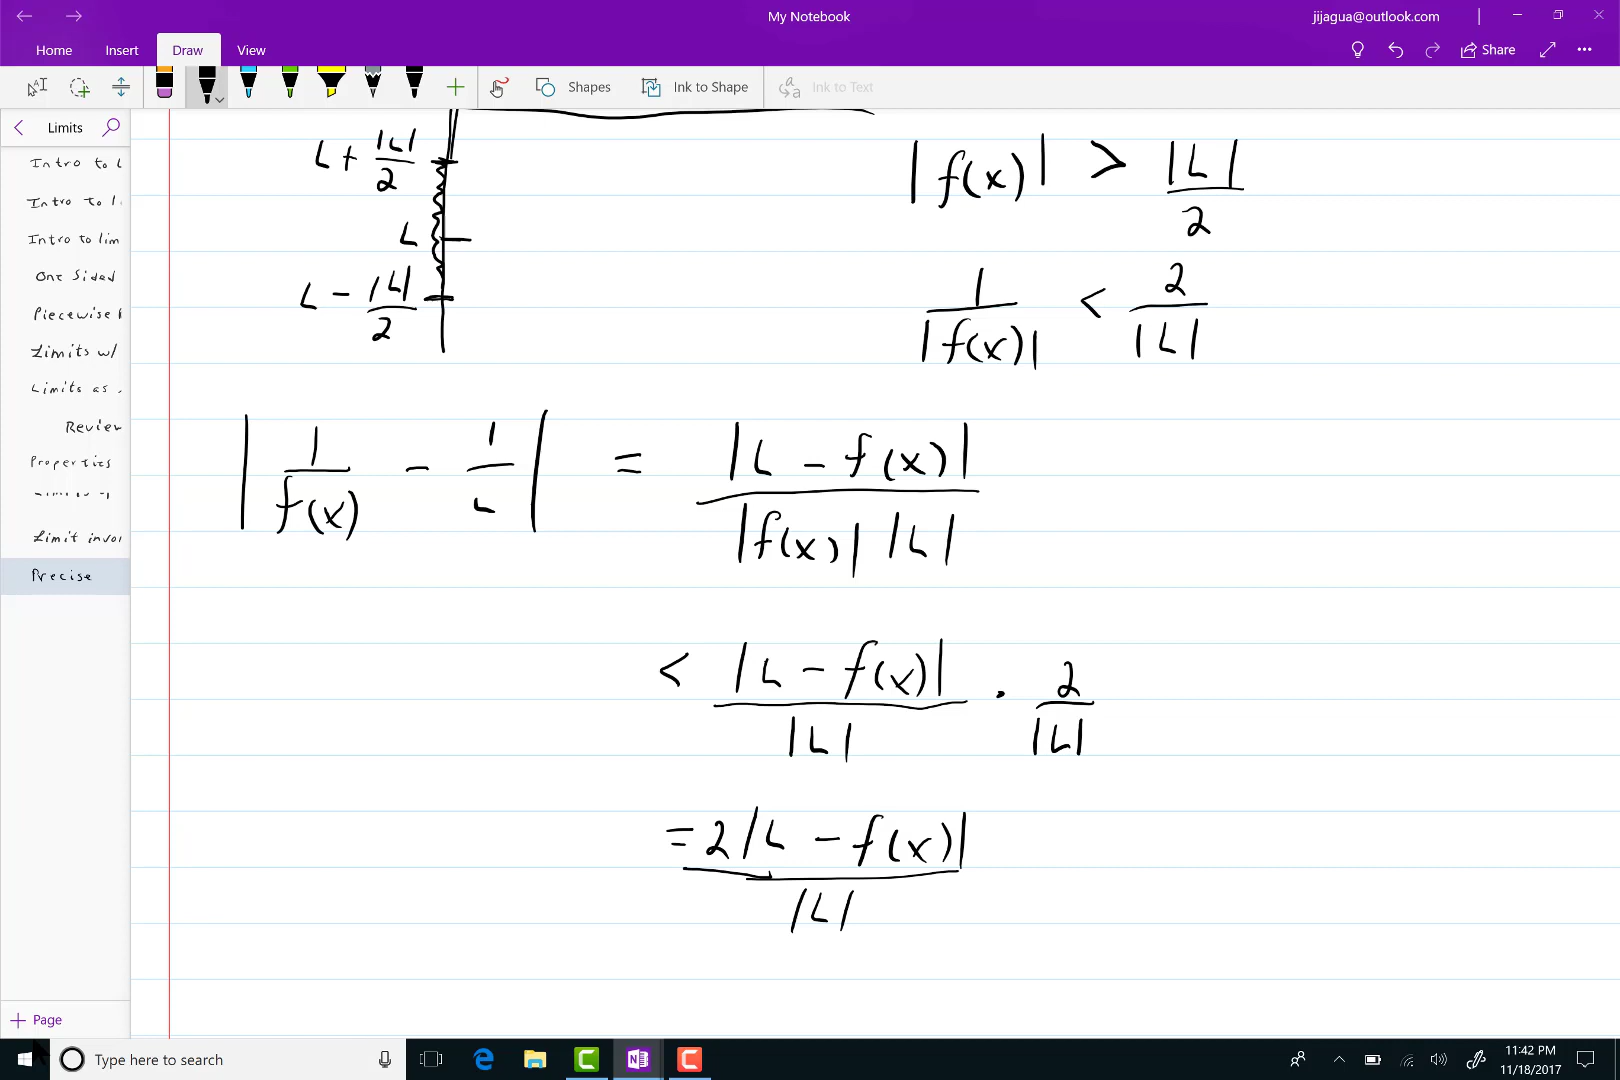 My Notebook
jijagua@outlook.com
Home Insert Draw View
Share
Shapes Ink to Shape Ink to Text
Limits
Intro to L
Intro to l
Intro to lim
One Sided
Piecewise
Limits w/
Limits as
Review
Properties
Limit invol
Precise
+ Page
L + |L|/2
L
L - |L|/2
|f(x)| > |L|/2
1/|f(x)| < 2/|L|
|1/f(x) - 1/L| = |L - f(x)|/|f(x)||L|
< |L - f(x)|/|L| · 2/|L|
= 2|L - f(x)|/|L|
Type here to search
11:42 PM
11/18/2017